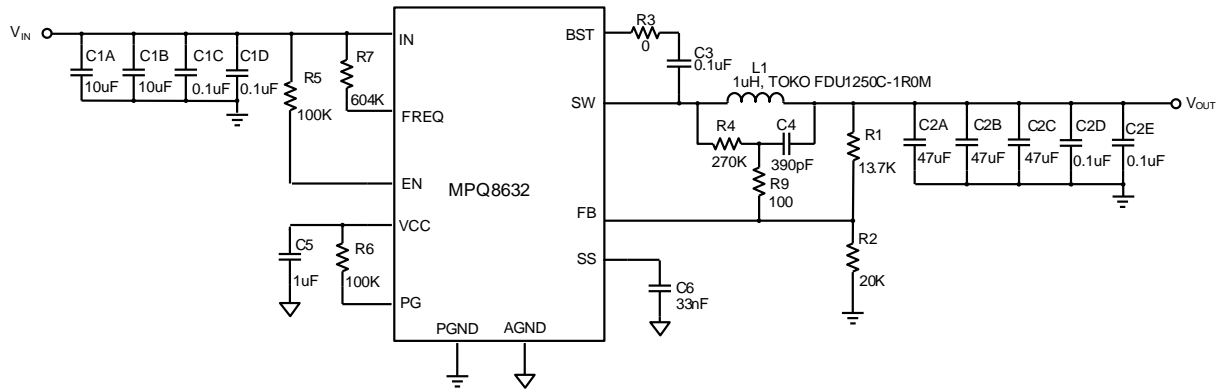 VIN
C1A
10uF
C1B
10uF
C1C
0.1uF
C1D
0.1uF
R5
100K
R7
604K
IN
FREQ
EN
VCC
PG
PGND
AGND
MPQ8632
BST
SW
FB
SS
C5
1uF
R6
100K
R3
0
C3
0.1uF
L1
1uH, TOKO FDU1250C-1R0M
R4
270K
C4
390pF
R9
100
R1
13.7K
R2
20K
C6
33nF
C2A
47uF
C2B
47uF
C2C
47uF
C2D
0.1uF
C2E
0.1uF
VOUT